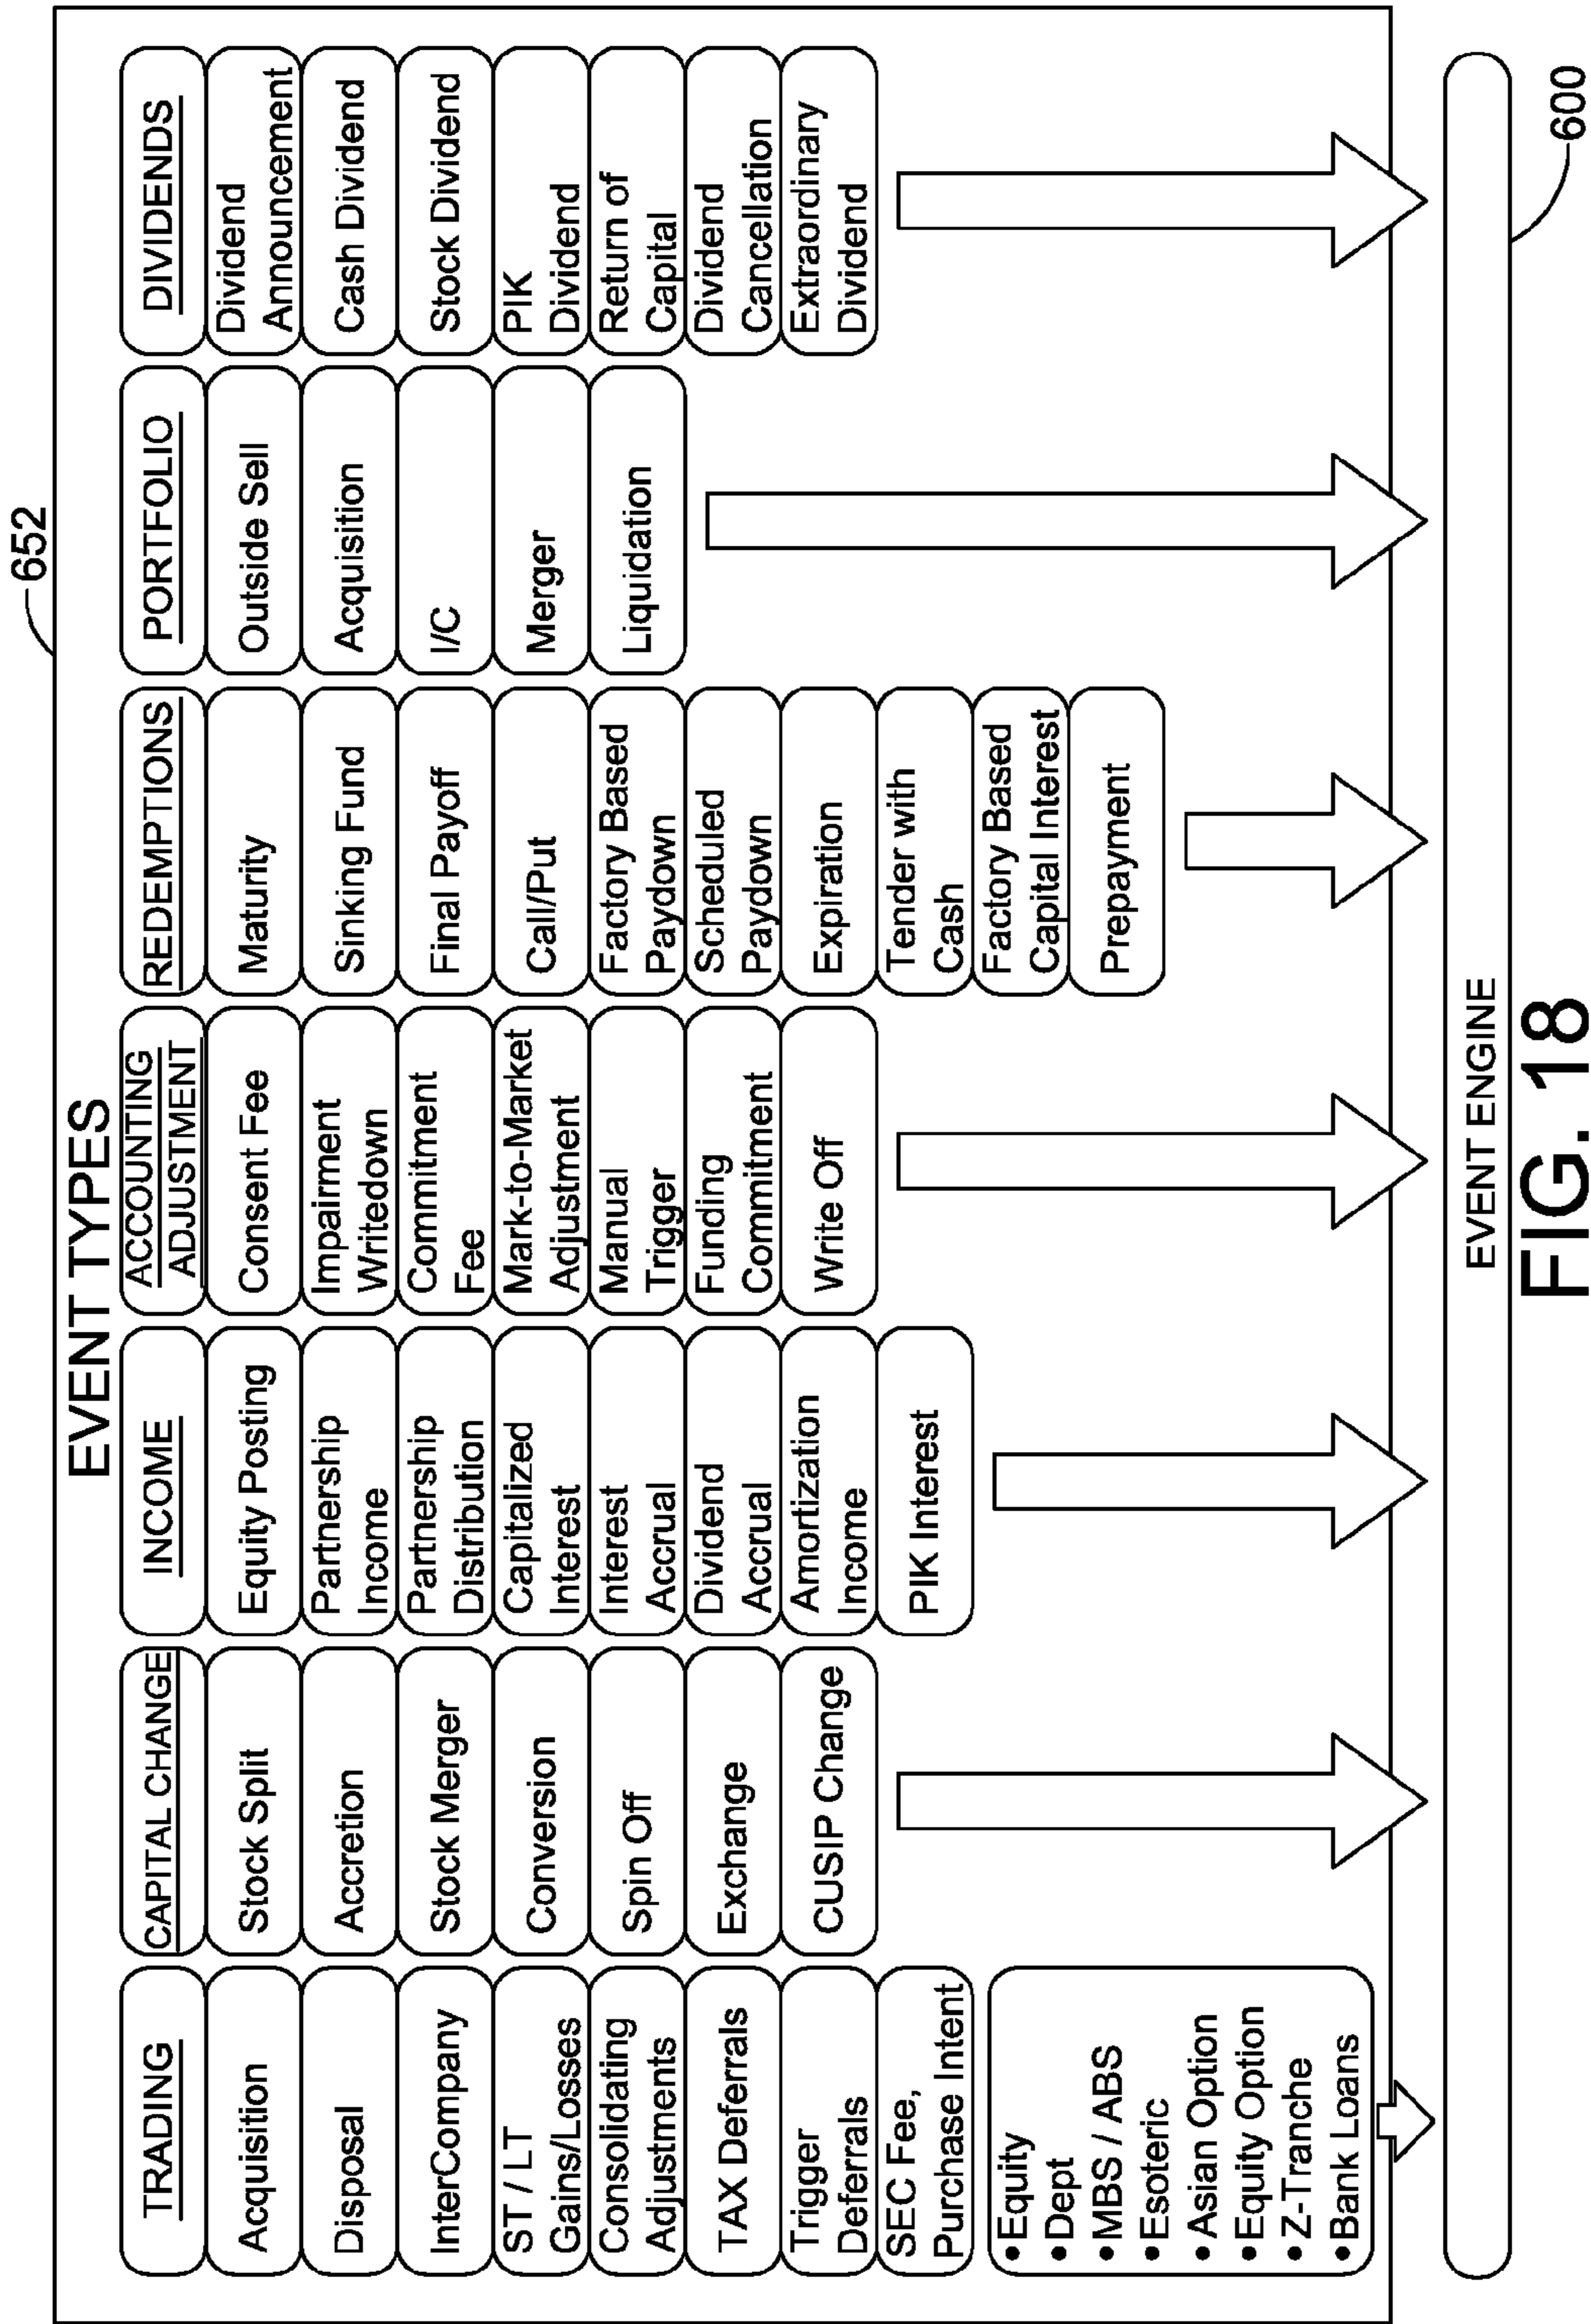 652
EVENT TYPES
TRADING
Acquisition
Disposal
InterCompany
ST / LT
Gains/Losses
Consolidating
Adjustments
TAX Deferrals
Trigger
Deferrals
SEC Fee,
Purchase Intent
•Equity
•Dept
•MBS / ABS
•Esoteric
•Asian Option
•Equity Option
•Z-Tranche
•Bank Loans
CAPITAL CHANGE
Stock Split
Accretion
Stock Merger
Conversion
Spin Off
Exchange
CUSIP Change
INCOME
Equity Posting
Partnership
Income
Partnership
Distribution
Capitalized
Interest
Interest
Accrual
Dividend
Accrual
Amortization
Income
PIK Interest
ACCOUNTING
ADJUSTMENT
Consent Fee
Impairment
Writedown
Commitment
Fee
Mark-to-Market
Adjustment
Manual
Trigger
Funding
Commitment
Write Off
REDEMPTIONS
Maturity
Sinking Fund
Final Payoff
Call/Put
Factory Based
Paydown
Scheduled
Paydown
Expiration
Tender with
Cash
Factory Based
Capital Interest
Prepayment
PORTFOLIO
Outside Sell
Acquisition
I/C
Merger
Liquidation
DIVIDENDS
Dividend
Announcement
Cash Dividend
Stock Dividend
PIK
Dividend
Return of
Capital
Dividend
Cancellation
Extraordinary
Dividend
EVENT ENGINE
600
FIG. 18